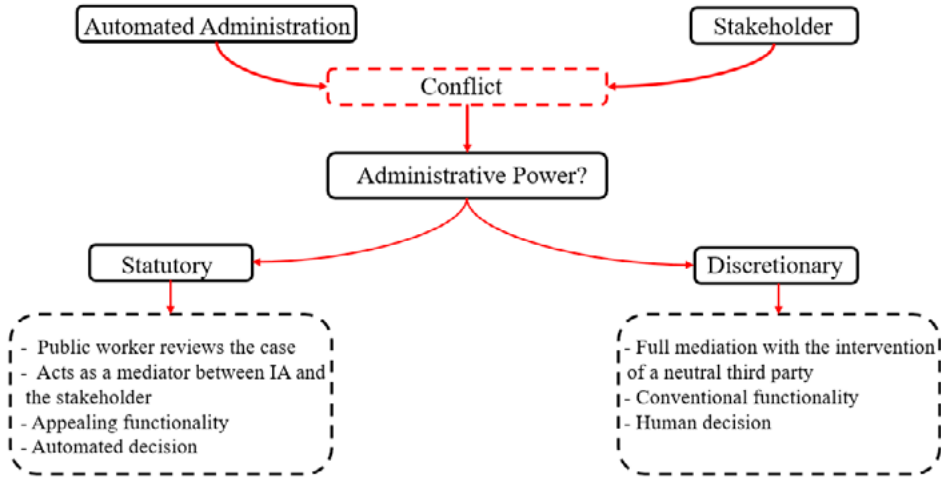 Automated Administration
Stakeholder
Conflict
Administrative Power?
Statutory
Discretionary
- Public worker reviews the case
- Acts as a mediator between IA and
the stakeholder
- Appealing functionality
- Automated decision
- Full mediation with the intervention
of a neutral third party
- Conventional functionality
- Human decision